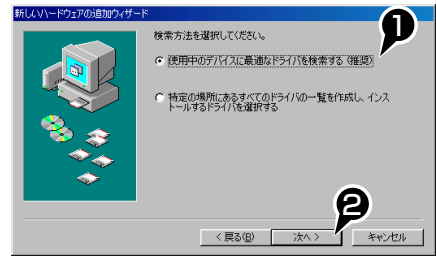 新しいハードウェアの追加ウィザード
検索方法を選択してください。
1
使用中のデバイスに最適なドライバを検索する（推奨）
特定の場所にあるすべてのドライバの一覧を作成し、インス
トールするドライバを選択する
2
< 戻る(B)
次へ >
キャンセル